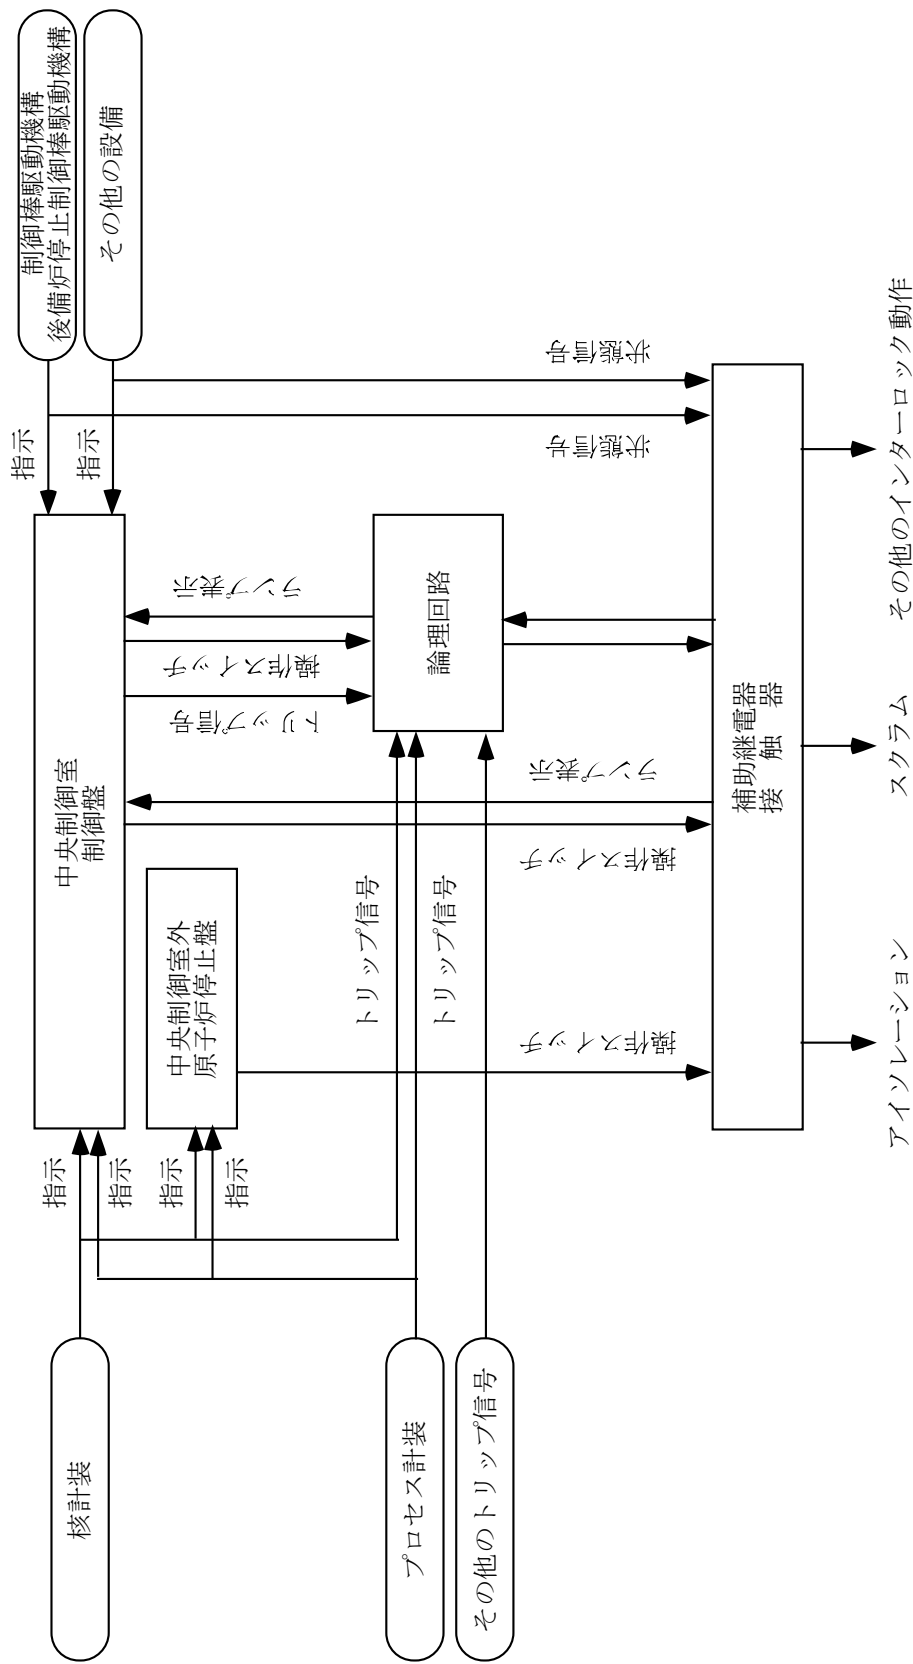 制御棒駆動機構
後備炉停止制御棒駆動機構
その他の設備
指示
指示
状態信号
状態信号
ランプ表示
操作スイッチ
トリップ信号
論理回路
中央制御室
制御盤
ランプ表示
操作スイッチ
補助継電器
接触器
中央制御室外
原子炉停止盤
トリップ信号
トリップ信号
操作スイッチ
指示
指示
指示
指示
核計装
プロセス計装
その他のトリップ信号
その他のインターロック動作
スクラム
アイソレーション